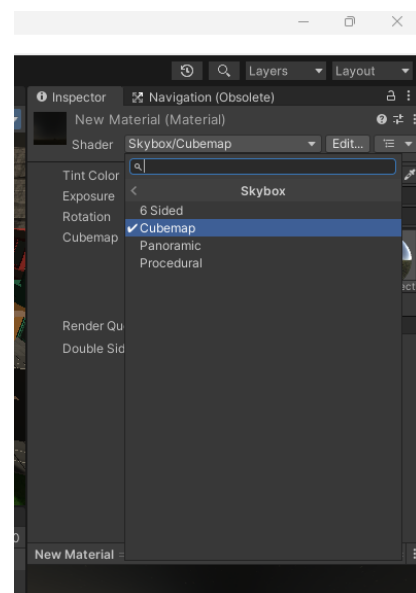 Layers Layout
Inspector Navigation (Obsolete)
New Material (Material)
Shader Skybox/Cubemap Edit...
Tint Color
Skybox
Exposure
6 Sided
Rotation
Cubemap
Cubemap
Panoramic
Procedural
ect
Render Qu
Double Sid
New Material